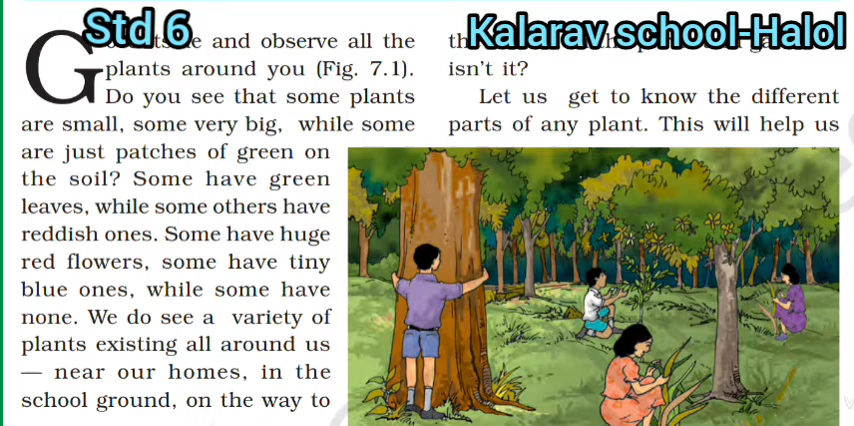 Std 6
Kalarav school-Halol
and observe all the
plants around you (Fig. 7.1).
Do you see that some plants
are small, some very big, while some
are just patches of green on
the soil? Some have green
leaves, while some others have
reddish ones. Some have huge
red flowers, some have tiny
blue ones, while some have
none. We do see a variety of
plants existing all around us
— near our homes, in the
school ground, on the way to
isn't it?
Let us get to know the different
parts of any plant. This will help us